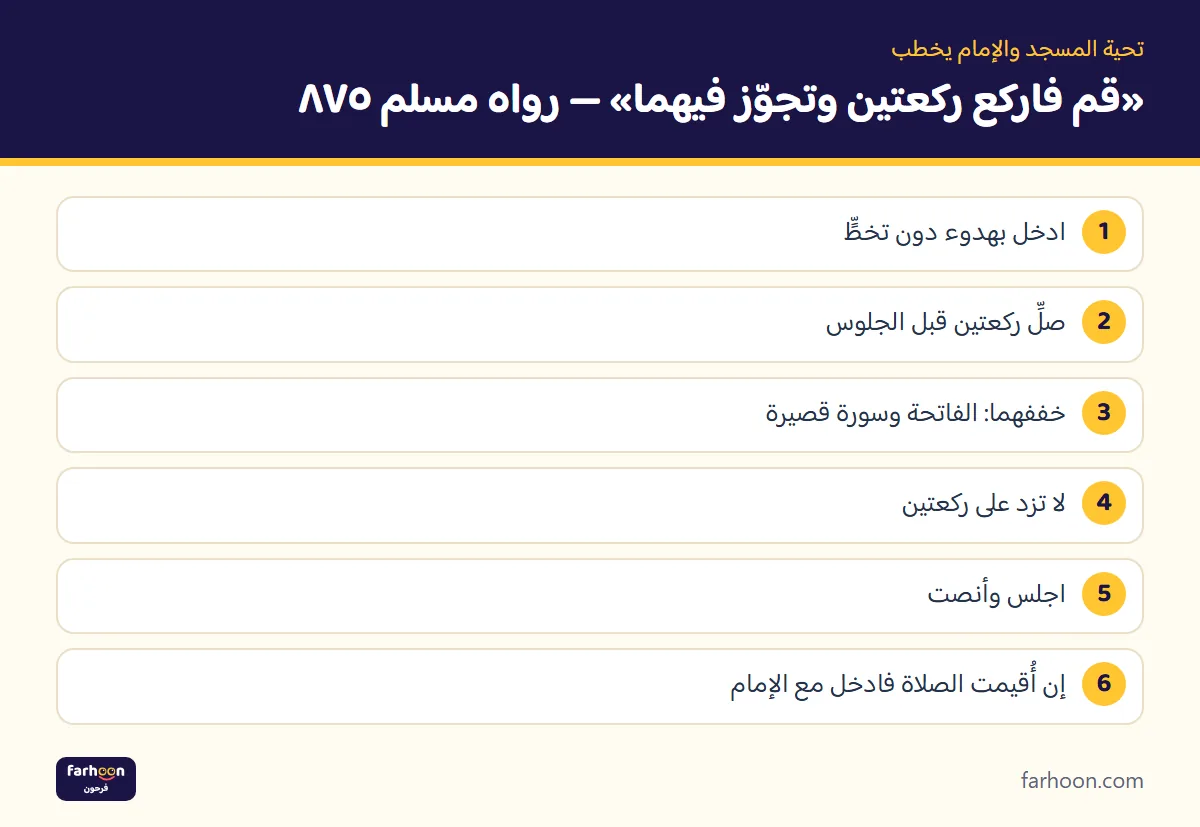 تحية المسجد والإمام يخطب
«قم فاركع ركعتين وتجوّز فيهما» — رواه مسلم ٨٧٥
1 ادخل بهدوء دون تخطٍّ
2 صلِّ ركعتين قبل الجلوس
3 خففهما: الفاتحة وسورة قصيرة
4 لا تزد على ركعتين
5 اجلس وأنصت
6 إن أُقيمت الصلاة فادخل مع الإمام
farhoon.com
farhoon
فرحون